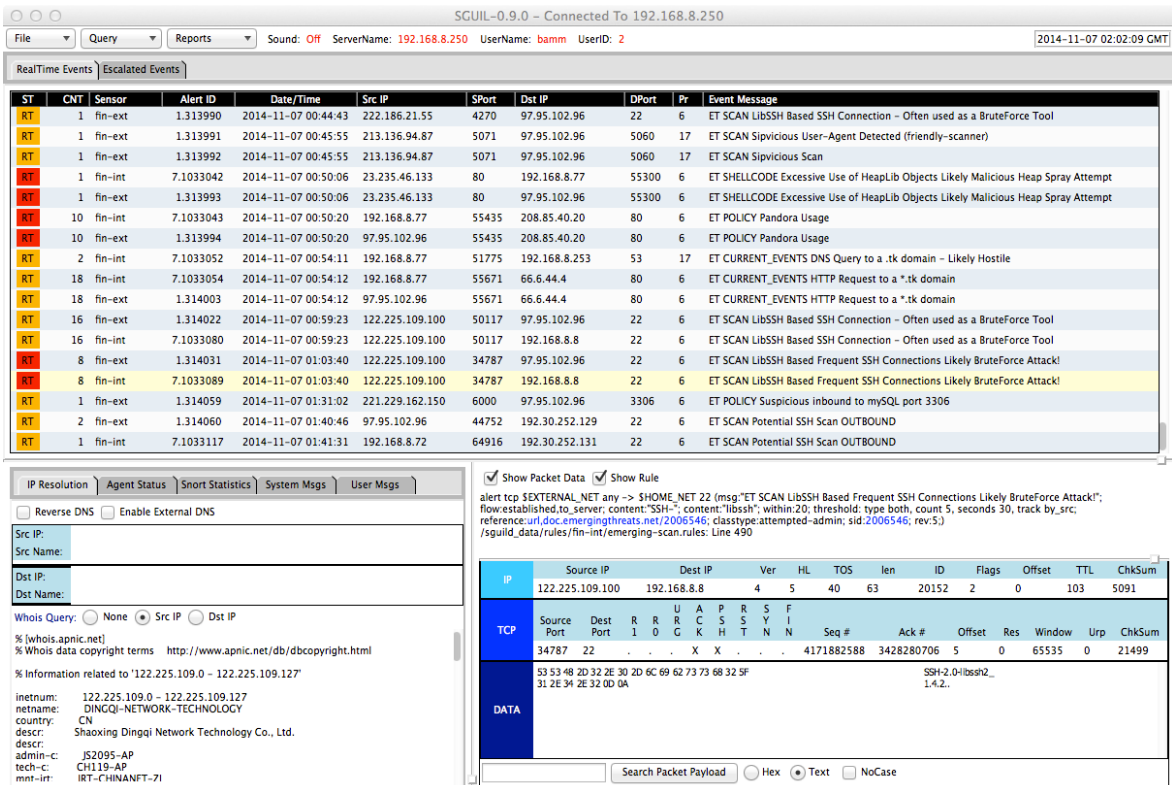 SGUIL-0.9.0 - Connected To 192.168.8.250
File Query Reports Sound: Off ServerName: 192.168.8.250 UserName: bamm UserID: 2 2014-11-07 02:02:09 GMT
RealTime Events Escalated Events
ST CNT Sensor Alert ID Date/Time Src IP SPort Dst IP DPort Pr Event Message
RT 1 fin-ext 1.313990 2014-11-07 00:44:43 222.186.21.55 4270 97.95.102.96 22 6 ET SCAN LibSSH Based SSH Connection - Often used as a BruteForce Tool
RT 1 fin-ext 1.313991 2014-11-07 00:45:55 213.136.94.87 5071 97.95.102.96 5060 17 ET SCAN Sipvicious User-Agent Detected (friendly-scanner)
RT 1 fin-ext 1.313992 2014-11-07 00:45:55 213.136.94.87 5071 97.95.102.96 5060 17 ET SCAN Sipvicious Scan
RT 1 fin-int 7.1033042 2014-11-07 00:50:06 23.235.46.133 80 192.168.8.77 55300 6 ET SHELLCODE Excessive Use of HeapLib Objects Likely Malicious Heap Spray Attempt
RT 1 fin-ext 1.313993 2014-11-07 00:50:06 23.235.46.133 80 97.95.102.96 55300 6 ET SHELLCODE Excessive Use of HeapLib Objects Likely Malicious Heap Spray Attempt
RT 10 fin-int 7.1033043 2014-11-07 00:50:20 192.168.8.77 55435 208.85.40.20 80 6 ET POLICY Pandora Usage
RT 10 fin-ext 1.313994 2014-11-07 00:50:20 97.95.102.96 55435 208.85.40.20 80 6 ET POLICY Pandora Usage
RT 2 fin-int 7.1033052 2014-11-07 00:54:11 192.168.8.77 51775 192.168.8.253 53 17 ET CURRENT_EVENTS DNS Query to a .tk domain - Likely Hostile
RT 18 fin-int 7.1033054 2014-11-07 00:54:12 192.168.8.77 55671 66.6.44.4 80 6 ET CURRENT_EVENTS HTTP Request to a *.tk domain
RT 18 fin-ext 1.314003 2014-11-07 00:54:12 97.95.102.96 55671 66.6.44.4 80 6 ET CURRENT_EVENTS HTTP Request to a *.tk domain
RT 16 fin-ext 1.314022 2014-11-07 00:59:23 122.225.109.100 50117 97.95.102.96 22 6 ET SCAN LibSSH Based SSH Connection - Often used as a BruteForce Tool
RT 16 fin-int 7.1033080 2014-11-07 00:59:23 122.225.109.100 50117 192.168.8.8 22 6 ET SCAN LibSSH Based SSH Connection - Often used as a BruteForce Tool
RT 8 fin-ext 1.314031 2014-11-07 01:03:40 122.225.109.100 34787 97.95.102.96 22 6 ET SCAN LibSSH Based Frequent SSH Connections Likely BruteForce Attack!
RT 8 fin-int 7.1033089 2014-11-07 01:03:40 122.225.109.100 34787 192.168.8.8 22 6 ET SCAN LibSSH Based Frequent SSH Connections Likely BruteForce Attack!
RT 1 fin-ext 1.314059 2014-11-07 01:31:02 221.229.162.150 6000 97.95.102.96 3306 6 ET POLICY Suspicious inbound to mySQL port 3306
RT 2 fin-ext 1.314060 2014-11-07 01:40:46 97.95.102.96 44752 192.30.252.129 22 6 ET SCAN Potential SSH Scan OUTBOUND
RT 1 fin-int 7.1033117 2014-11-07 01:41:31 192.168.8.72 64916 192.30.252.131 22 6 ET SCAN Potential SSH Scan OUTBOUND
IP Resolution Agent Status Snort Statistics System Msgs User Msgs
Reverse DNS Enable External DNS
Src IP:
Src Name:
Dst IP:
Dst Name:
Whois Query: None Src IP Dst IP
% [whois.apnic.net]
% Whois data copyright terms http://www.apnic.net/db/dbcopyright.html
% Information related to '122.225.109.0 - 122.225.109.127'
inetnum: 122.225.109.0 - 122.225.109.127
netname: DINGQI-NETWORK-TECHNOLOGY
country: CN
descr: Shaoxing Dingqi Network Technology Co., Ltd.
descr:
admin-c: JS2095-AP
tech-c: CH119-AP
mnt-irt: IRT-CHINANET-ZJ
Show Packet Data Show Rule
alert tcp $EXTERNAL_NET any -> $HOME_NET 22 (msg:"ET SCAN LibSSH Based Frequent SSH Connections Likely BruteForce Attack!";
flow:established,to_server; content:"SSH-"; content:"libssh"; within:20; threshold: type both, count 5, seconds 30, track by_src;
reference:url,doc.emergingthreats.net/2006546; classtype:attempted-admin; sid:2006546; rev:5;)
/sguild_data/rules/fin-int/emerging-scan.rules: Line 490
IP
Source IP Dest IP Ver HL TOS len ID Flags Offset TTL ChkSum
122.225.109.100 192.168.8.8 4 5 40 63 20152 2 0 103 5091
TCP
U A P R S F
Source Dest R R R C S S Y I
Port Port 1 0 G K H T N N Seq # Ack # Offset Res Window Urp ChkSum
34787 22 . . . X X . . . 4171882588 3428280706 5 0 65535 0 21499
DATA
53 53 48 2D 32 2E 30 2D 6C 69 62 73 73 68 32 5F SSH-2.0-libssh2_
31 2E 34 2E 32 0D 0A 1.4.2..
Search Packet Payload Hex Text NoCase